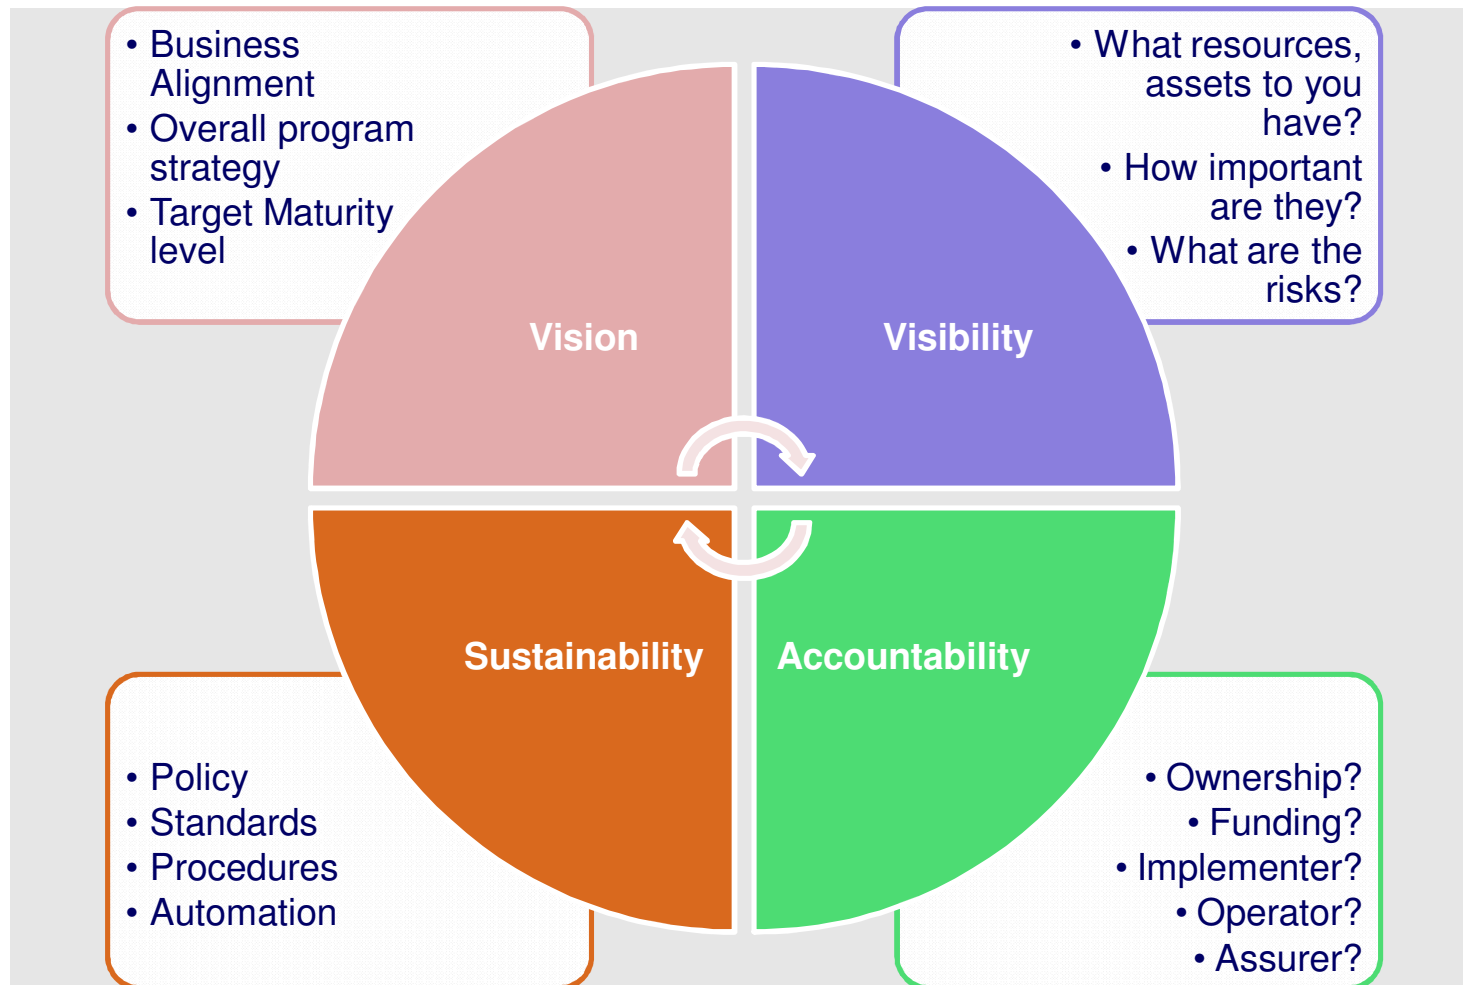 • Business
Alignment
• Overall program
strategy
• Target Maturity
level
• What resources,
assets to you
have?
• How important
are they?
• What are the
risks?
Vision
Visibility
Sustainability
Accountability
• Policy
• Standards
• Procedures
• Automation
• Ownership?
• Funding?
• Implementer?
• Operator?
• Assurer?